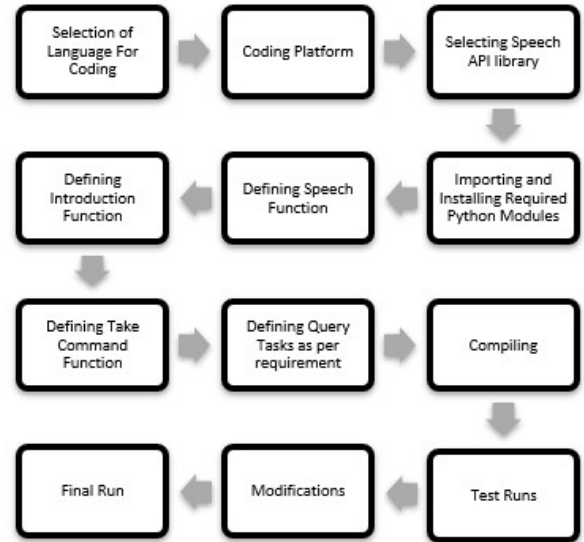 Selection of
Language For
Coding
Coding Platform
Selecting Speech
API library
Importing and
Installing Required
Python Modules
Defining Speech
Function
Defining
Introduction
Function
Defining Take
Command
Function
Defining Query
Tasks as per
requirement
Compiling
Test Runs
Modifications
Final Run